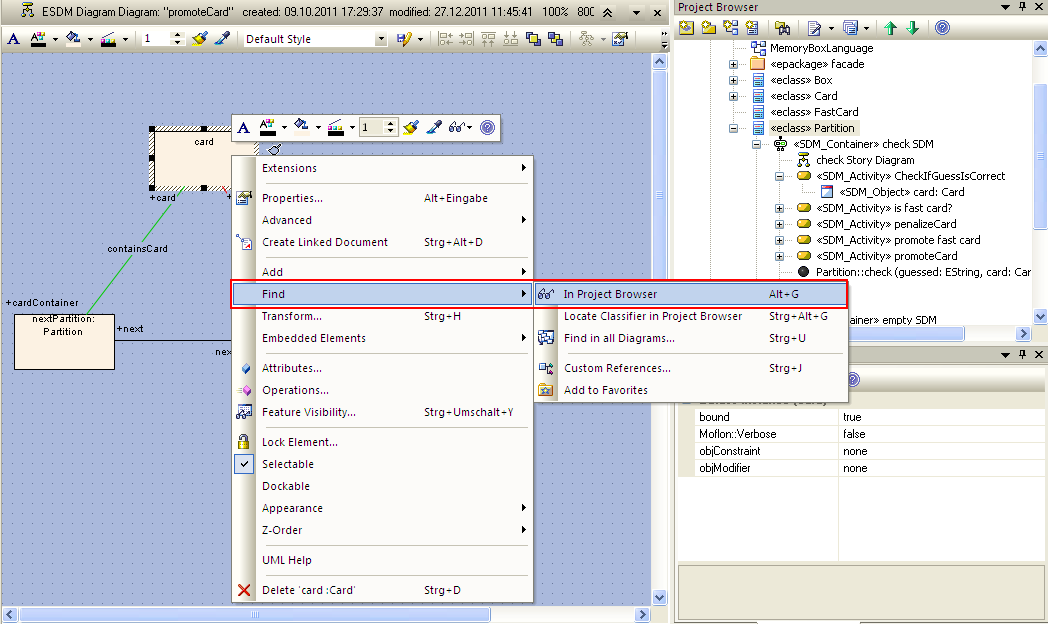 ESDM Diagram Diagram: "promoteCard" created: 09.10.2011 17:29:37 modified: 27.12.2011 11:45:41 100% 800
1 Default Style
card
+card
containsCard
+cardContainer
nextPartition:
Partition
+next
nex
1
Extensions
Properties... Alt+Eingabe
Advanced
Create Linked Document Strg+Alt+D
Add
Find
Transform... Strg+H
Embedded Elements
Attributes...
Operations...
Feature Visibility... Strg+Umschalt+Y
Lock Element...
Selectable
Dockable
Appearance
Z-Order
UML Help
Delete 'card :Card' Strg+D
In Project Browser Alt+G
Locate Classifier in Project Browser Strg+Alt+G
Find in all Diagrams... Strg+U
Custom References... Strg+J
Add to Favorites
Project Browser
MemoryBoxLanguage
«epackage» facade
«eclass» Box
«eclass» Card
«eclass» FastCard
«eclass» Partition
«SDM_Container» check SDM
check Story Diagram
«SDM_Activity» CheckIfGuessIsCorrect
«SDM_Object» card: Card
«SDM_Activity» is fast card?
«SDM_Activity» penalizeCard
«SDM_Activity» promote fast card
«SDM_Activity» promoteCard
Partition::check (guessed: EString, card: Car
ainer» empty SDM
bound true
Moflon::Verbose false
objConstraint none
objModifier none